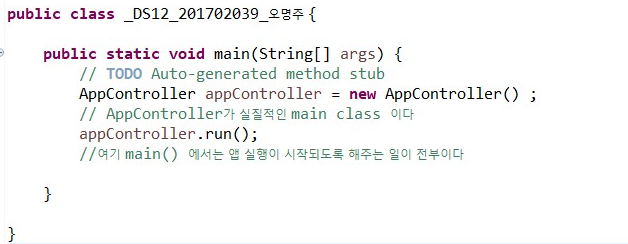 public class _DS12_201702039_오명주 {
public static void main(String[] args) {
// TODO Auto-generated method stub
AppController appController = new AppController() ;
// AppController가 실질적인 main class 이다
appController.run();
//여기 main() 에서는 앱 실행이 시작되도록 해주는 일이 전부이다
}
}